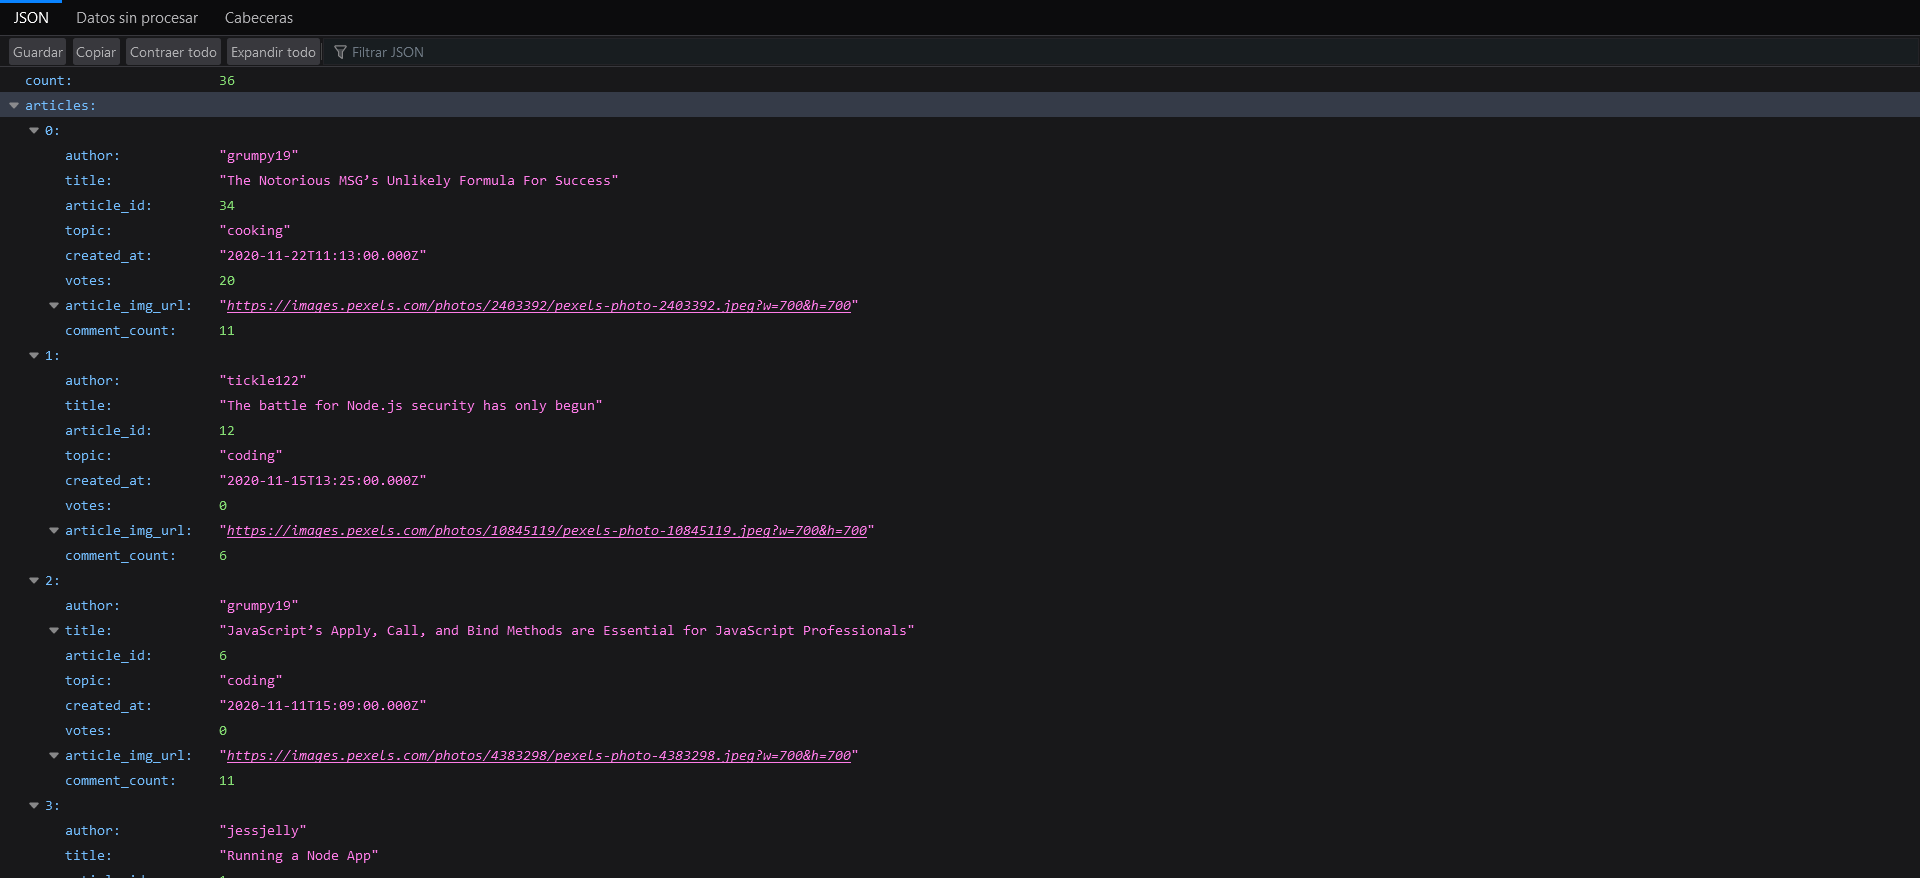 JSON Datos sin procesar Cabeceras
Guardar Copiar Contraer todo Expandir todo Filtrar JSON
count: 36
articles:
0:
author: "grumpy19"
title: "The Notorious MSG’s Unlikely Formula For Success"
article_id: 34
topic: "cooking"
created_at: "2020-11-22T11:13:00.000Z"
votes: 20
article_img_url: "https://images.pexels.com/photos/2403392/pexels-photo-2403392.jpeg?w=700&h=700"
comment_count: 11
1:
author: "tickle122"
title: "The battle for Node.js security has only begun"
article_id: 12
topic: "coding"
created_at: "2020-11-15T13:25:00.000Z"
votes: 0
article_img_url: "https://images.pexels.com/photos/10845119/pexels-photo-10845119.jpeg?w=700&h=700"
comment_count: 6
2:
author: "grumpy19"
title: "JavaScript’s Apply, Call, and Bind Methods are Essential for JavaScript Professionals"
article_id: 6
topic: "coding"
created_at: "2020-11-11T15:09:00.000Z"
votes: 0
article_img_url: "https://images.pexels.com/photos/4383298/pexels-photo-4383298.jpeg?w=700&h=700"
comment_count: 11
3:
author: "jessjelly"
title: "Running a Node App"